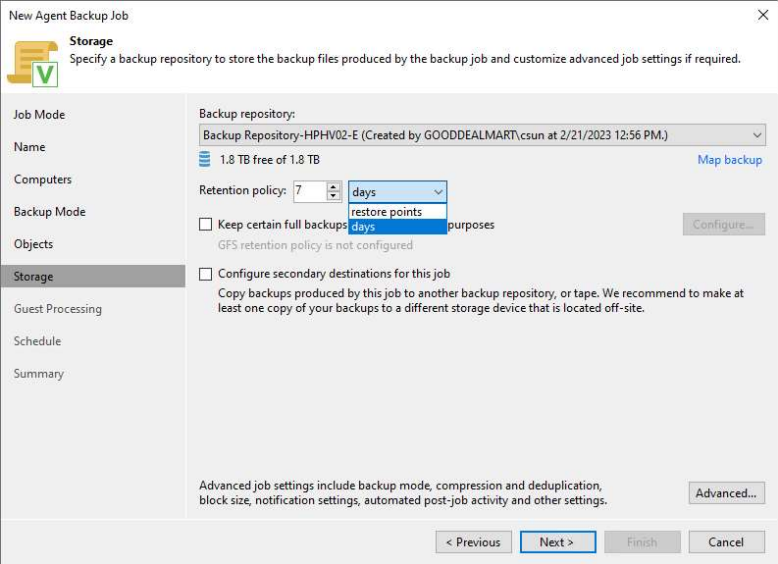 New Agent Backup Job
Storage
Specify a backup repository to store the backup files produced by the backup job and customize advanced job settings if required.
V
Job Mode
Name
Computers
Backup Mode
Objects
Storage
Guest Processing
Schedule
Summary
Backup repository:
Backup Repository-HPHV02-E (Created by GOODDEALMART\csun at 2/21/2023 12:56 PM.)
1.8 TB free of 1.8 TB
Map backup
Retention policy: 7 days
restore points
days
Keep certain full backups purposes
Configure...
GFS retention policy is not configured
Configure secondary destinations for this job
Copy backups produced by this job to another backup repository, or tape. We recommend to make at
least one copy of your backups to a different storage device that is located off-site.
Advanced job settings include backup mode, compression and deduplication,
block size, notification settings, automated post-job activity and other settings.
Advanced...
< Previous
Next >
Finish
Cancel